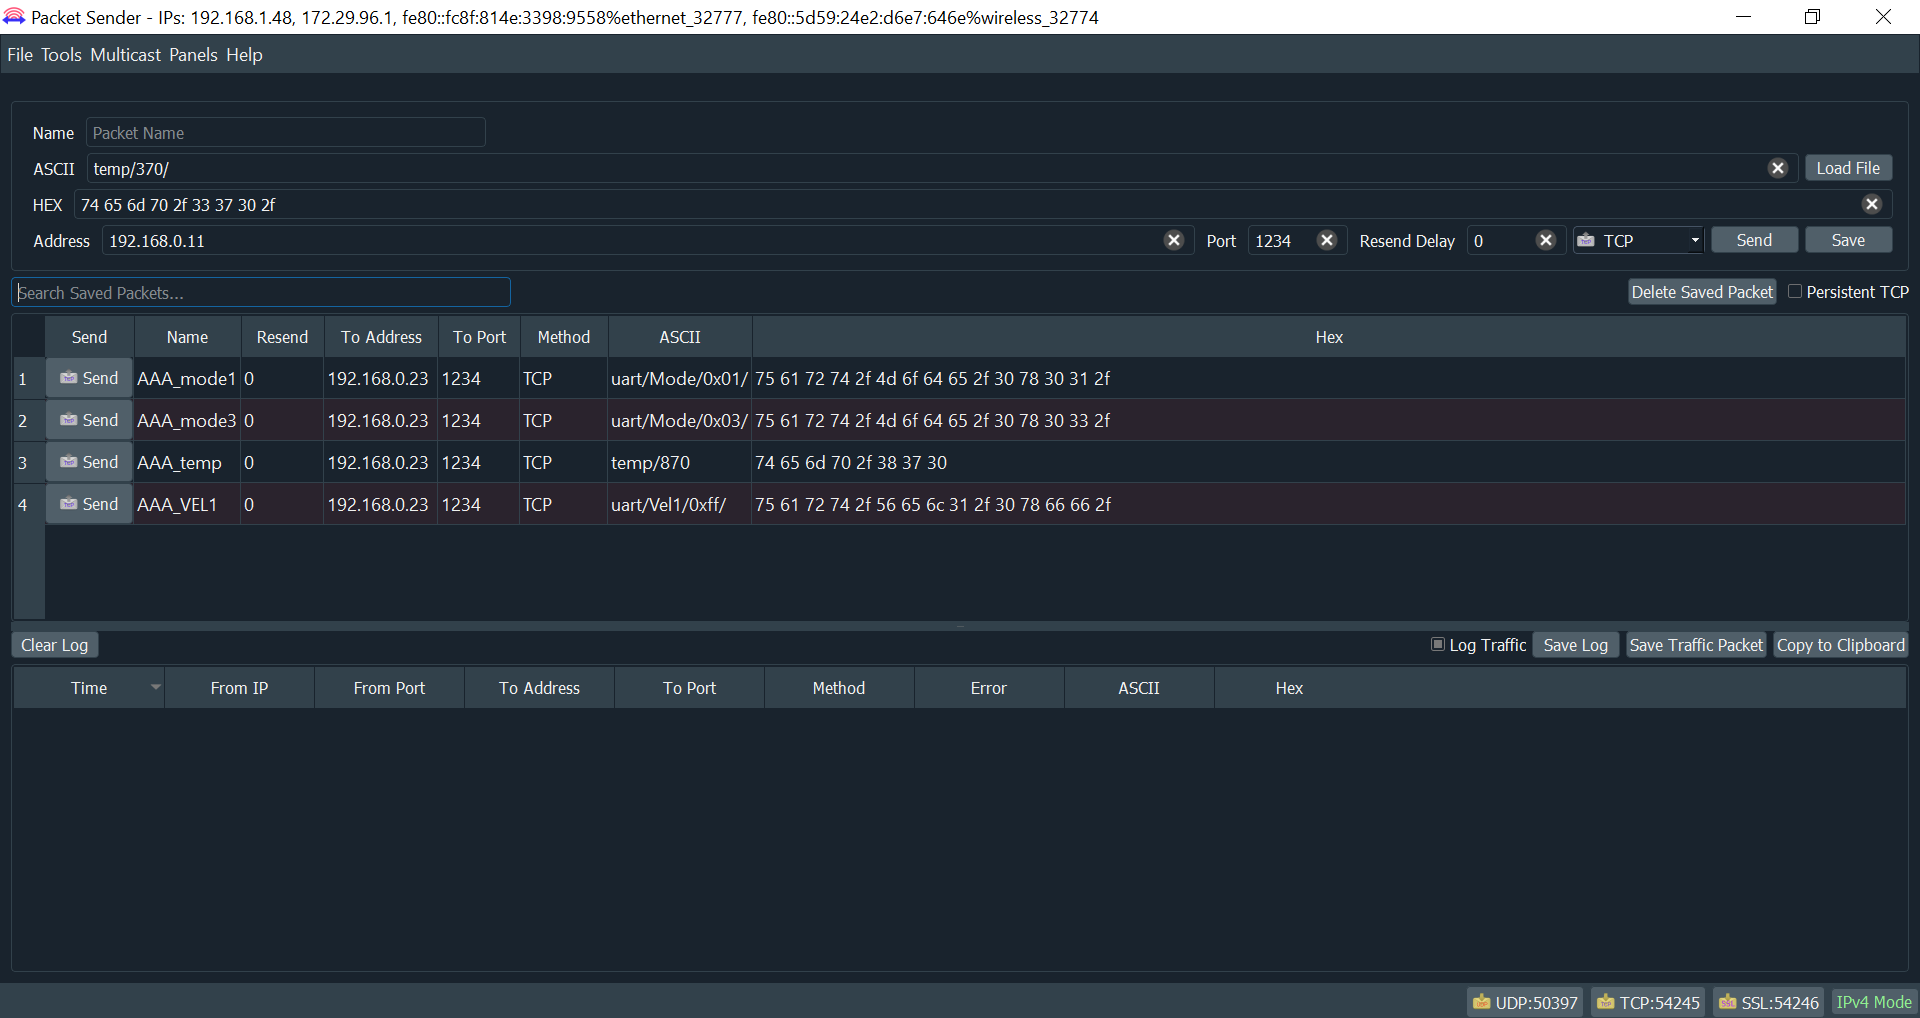 Packet Sender - IPs: 192.168.1.48, 172.29.96.1, fe80::fc8f:814e:3398:9558%ethernet_32777, fe80::5d59:24e2:d6e7:646e%wireless_32774
File Tools Multicast Panels Help
Name Packet Name
ASCII temp/370/ Load File
HEX 74 65 6d 70 2f 33 37 30 2f
Address 192.168.0.11 Port 1234 Resend Delay 0 TCP Send Save
Search Saved Packets... Delete Saved Packet Persistent TCP
Send Name Resend To Address To Port Method ASCII Hex
1 Send AAA_mode1 0 192.168.0.23 1234 TCP uart/Mode/0x01/ 75 61 72 74 2f 4d 6f 64 65 2f 30 78 30 31 2f
2 Send AAA_mode3 0 192.168.0.23 1234 TCP uart/Mode/0x03/ 75 61 72 74 2f 4d 6f 64 65 2f 30 78 30 33 2f
3 Send AAA_temp 0 192.168.0.23 1234 TCP temp/870 74 65 6d 70 2f 38 37 30
4 Send AAA_VEL1 0 192.168.0.23 1234 TCP uart/Vel1/0xff/ 75 61 72 74 2f 56 65 6c 31 2f 30 78 66 66 2f
Clear Log Log Traffic Save Log Save Traffic Packet Copy to Clipboard
Time From IP From Port To Address To Port Method Error ASCII Hex
UDP:50397 TCP:54245 SSL:54246 IPv4 Mode